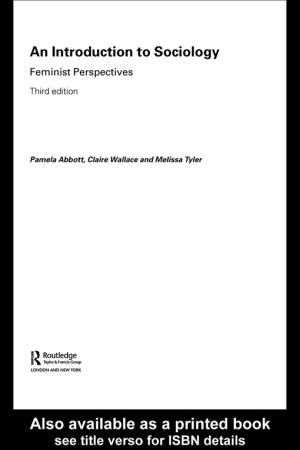 An Introduction to Sociology
Feminist Perspectives
Third edition
Pamela Abbott, Claire Wallace and Melissa Tyler
R Routledge
Taylor & Francis Group
LONDON AND NEW YORK
Also available as a printed book
see title verso for ISBN details